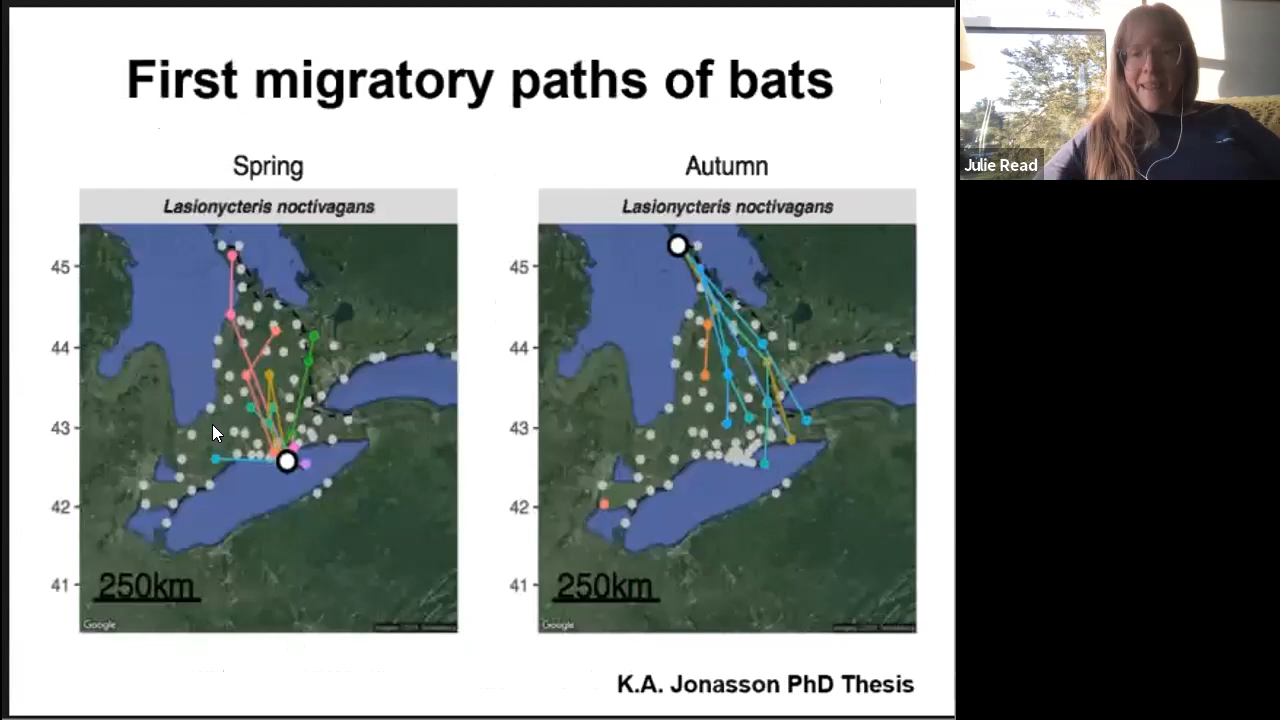 First migratory paths of bats
Julie Read
Spring
Autumn
Lasionycteris noctivagans
Lasionycteris noctivagans
45
44
43
42
41
250km
Google
45
44
43
42
41
250km
Google
K.A. Jonasson PhD Thesis